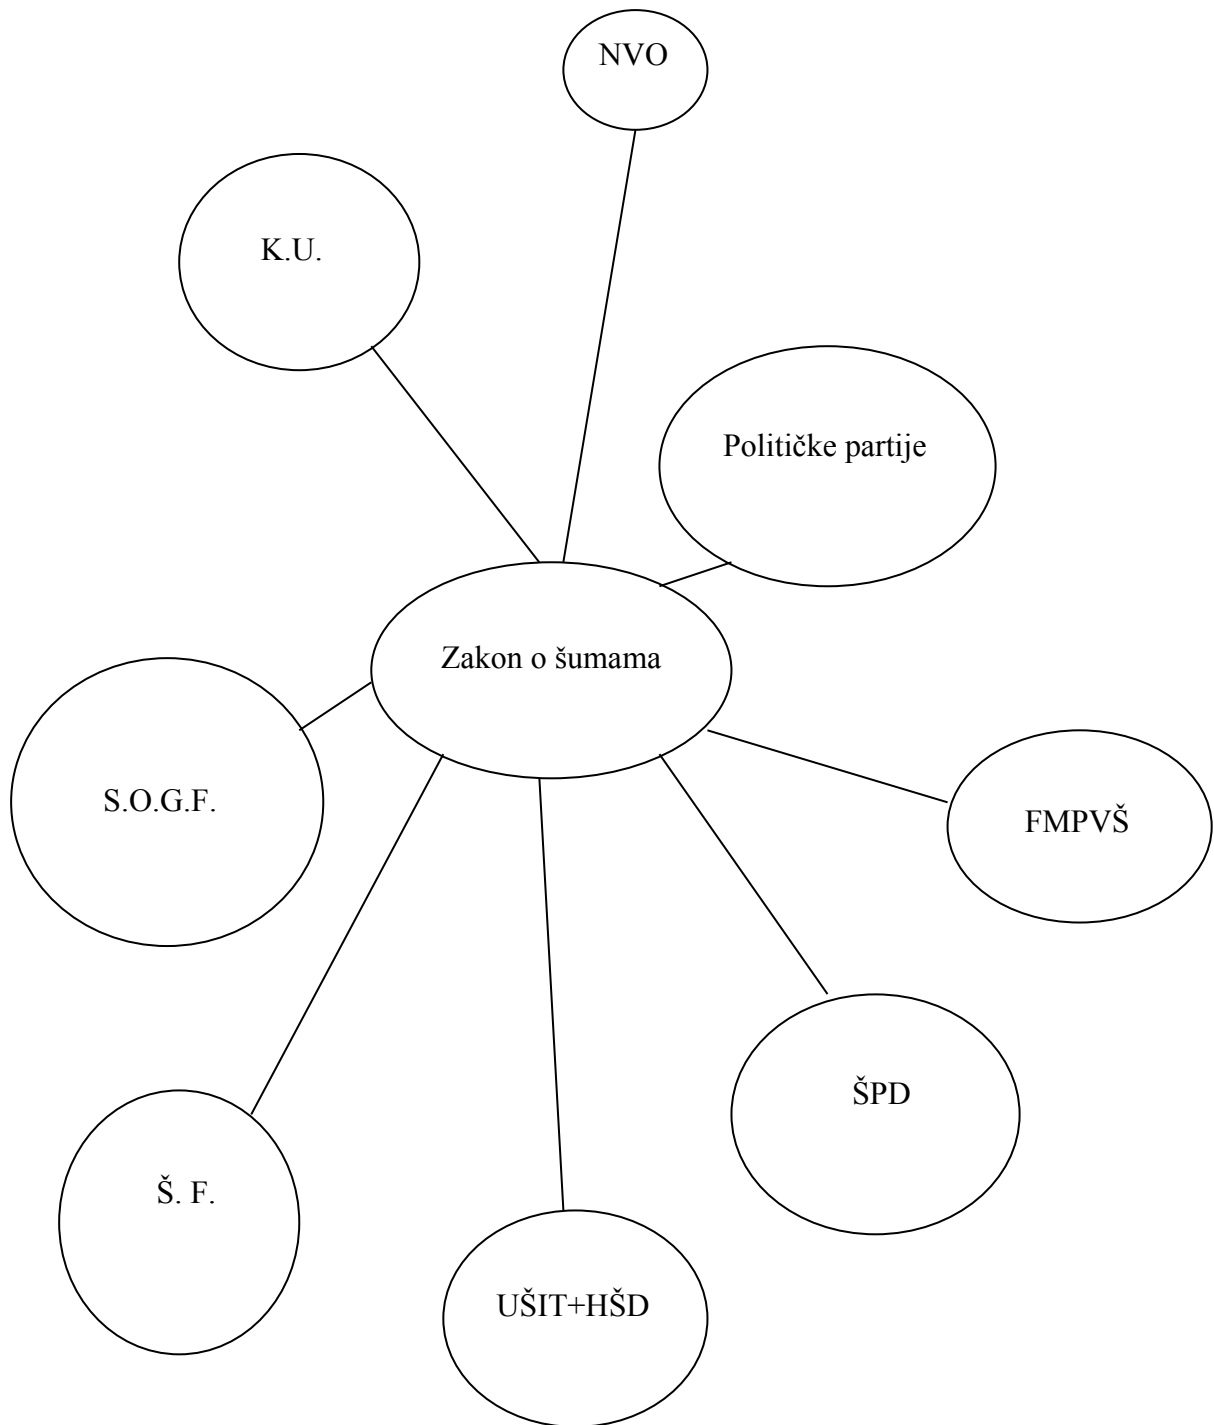 NVO
K.U.
Političke partije
Zakon o šumama
S.O.G.F.
FMPVŠ
ŠPD
Š. F.
UŠIT+HŠD